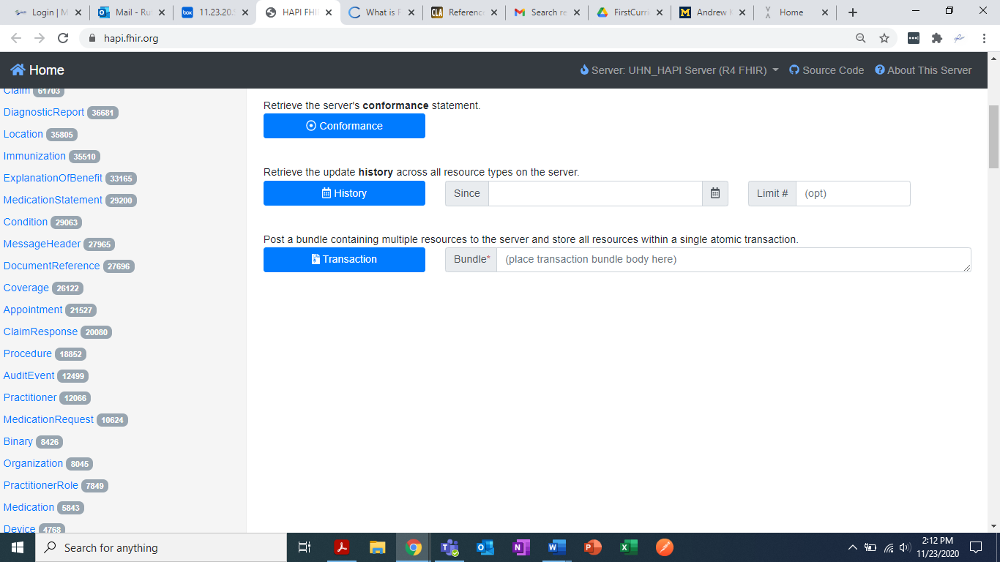 Login | M
Mail - Ru
box
11.23.20.
HAPI FHI
What is F
CLA
Reference
Search re
FirstCurri
M
Andrew
Home
hapi.fhir.org
Home
Server: UHN_HAPI Server (R4 FHIR)
Source Code
About This Server
Claim 61703
DiagnosticReport 36681
Location 35805
Immunization 35510
ExplanationOfBenefit 33165
MedicationStatement 29200
Condition 29063
MessageHeader 27965
DocumentReference 27696
Coverage 26122
Appointment 21527
ClaimResponse 20080
Procedure 18852
AuditEvent 12499
Practitioner 12066
MedicationRequest 10624
Binary 8426
Organization 8045
PractitionerRole 7849
Medication 5843
Device 4768
Retrieve the server's conformance statement.
Conformance
Retrieve the update history across all resource types on the server.
History
Since
Limit #
(opt)
Post a bundle containing multiple resources to the server and store all resources within a single atomic transaction.
Transaction
Bundle*
(place transaction bundle body here)
Search for anything
2:12 PM
11/23/2020